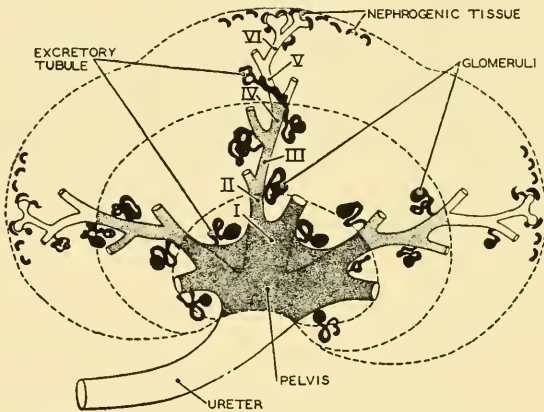 NEPHROGENIC TISSUE
VI
EXCRETORY
TUBULE
V
GLOMERULI
IV
III
II
I
PELVIS
URETER